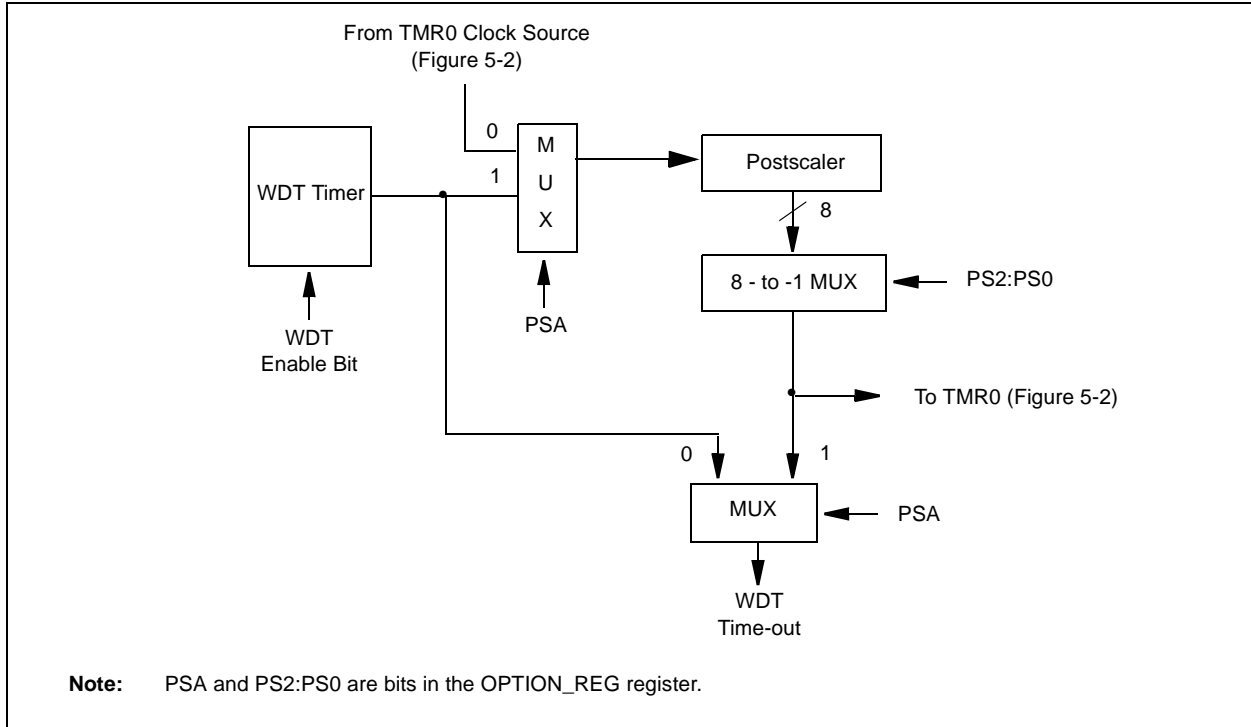 From TMR0 Clock Source
(Figure 5-2)
0
M
U
X
1
WDT Timer
Postscaler
8
8 - to -1 MUX
PS2:PS0
PSA
WDT
Enable Bit
To TMR0 (Figure 5-2)
0
1
MUX
PSA
WDT
Time-out
Note: PSA and PS2:PS0 are bits in the OPTION_REG register.